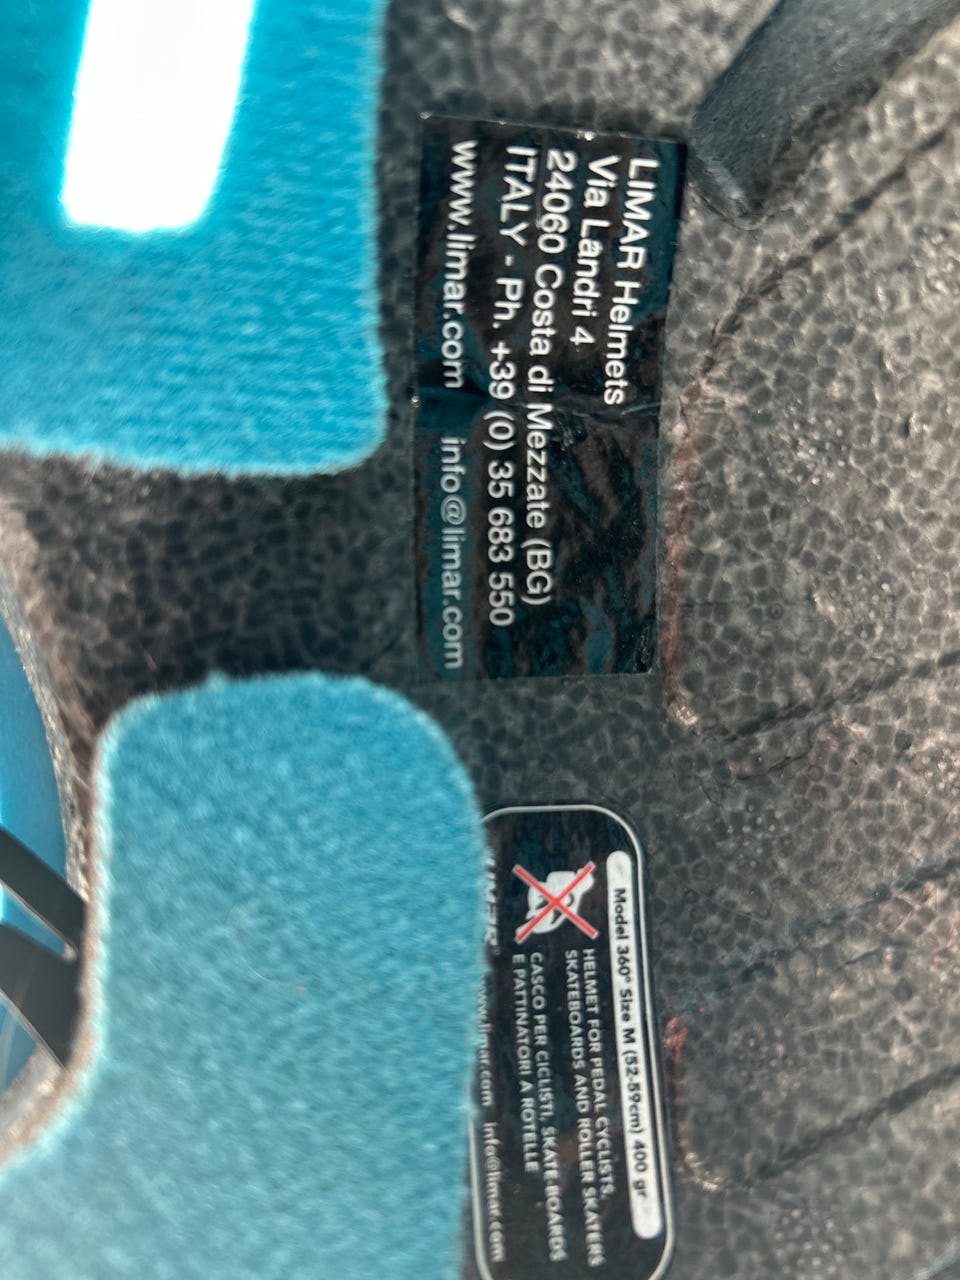 LIMAR Helmets
Via Landri 4
24060 Costa di Mezzate (BG)
ITALY - Ph. +39 (0) 35 683 550
www.limar.com info@limar.com
Model 360° Size M (52-59cm) 400 gr
HELMET FOR PEDAL CYCLISTS,
SKATEBOARDS AND ROLLER SKATERS
CASCO PER CICLISTI, SKATE-BOARDS
E PATTINATORI A ROTELLE
www.limar.com info@limar.com